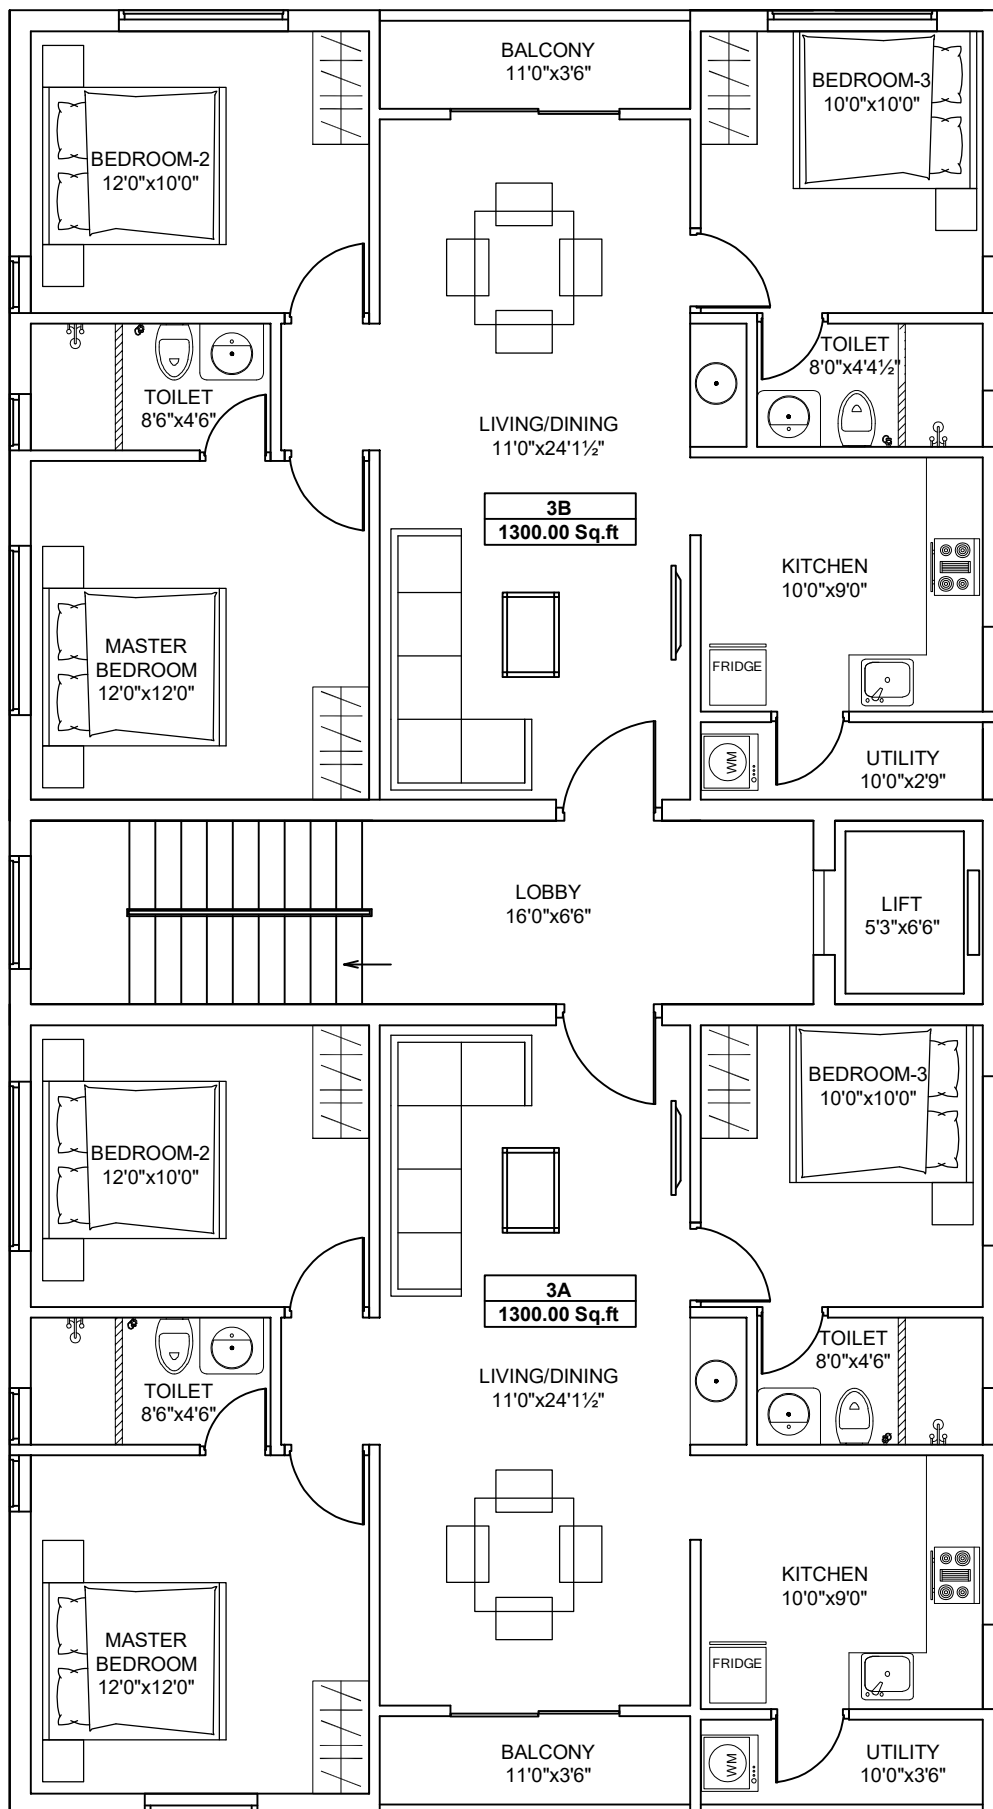 BALCONY
11'0"x3'6"
BEDROOM-3
10'0"x10'0"
BEDROOM-2
12'0"x10'0"
TOILET
8'0"x4'4½"
TOILET
8'6"x4'6"
LIVING/DINING
11'0"x24'1½"
3B
1300.00 Sq.ft
KITCHEN
10'0"x9'0"
MASTER
BEDROOM
12'0"x12'0"
FRIDGE
WM
UTILITY
10'0"x2'9"
LOBBY
16'0"x6'6"
LIFT
5'3"x6'6"
BEDROOM-3
10'0"x10'0"
BEDROOM-2
12'0"x10'0"
3A
1300.00 Sq.ft
TOILET
8'0"x4'6"
LIVING/DINING
11'0"x24'1½"
TOILET
8'6"x4'6"
KITCHEN
10'0"x9'0"
MASTER
BEDROOM
12'0"x12'0"
FRIDGE
BALCONY
11'0"x3'6"
WM
UTILITY
10'0"x3'6"